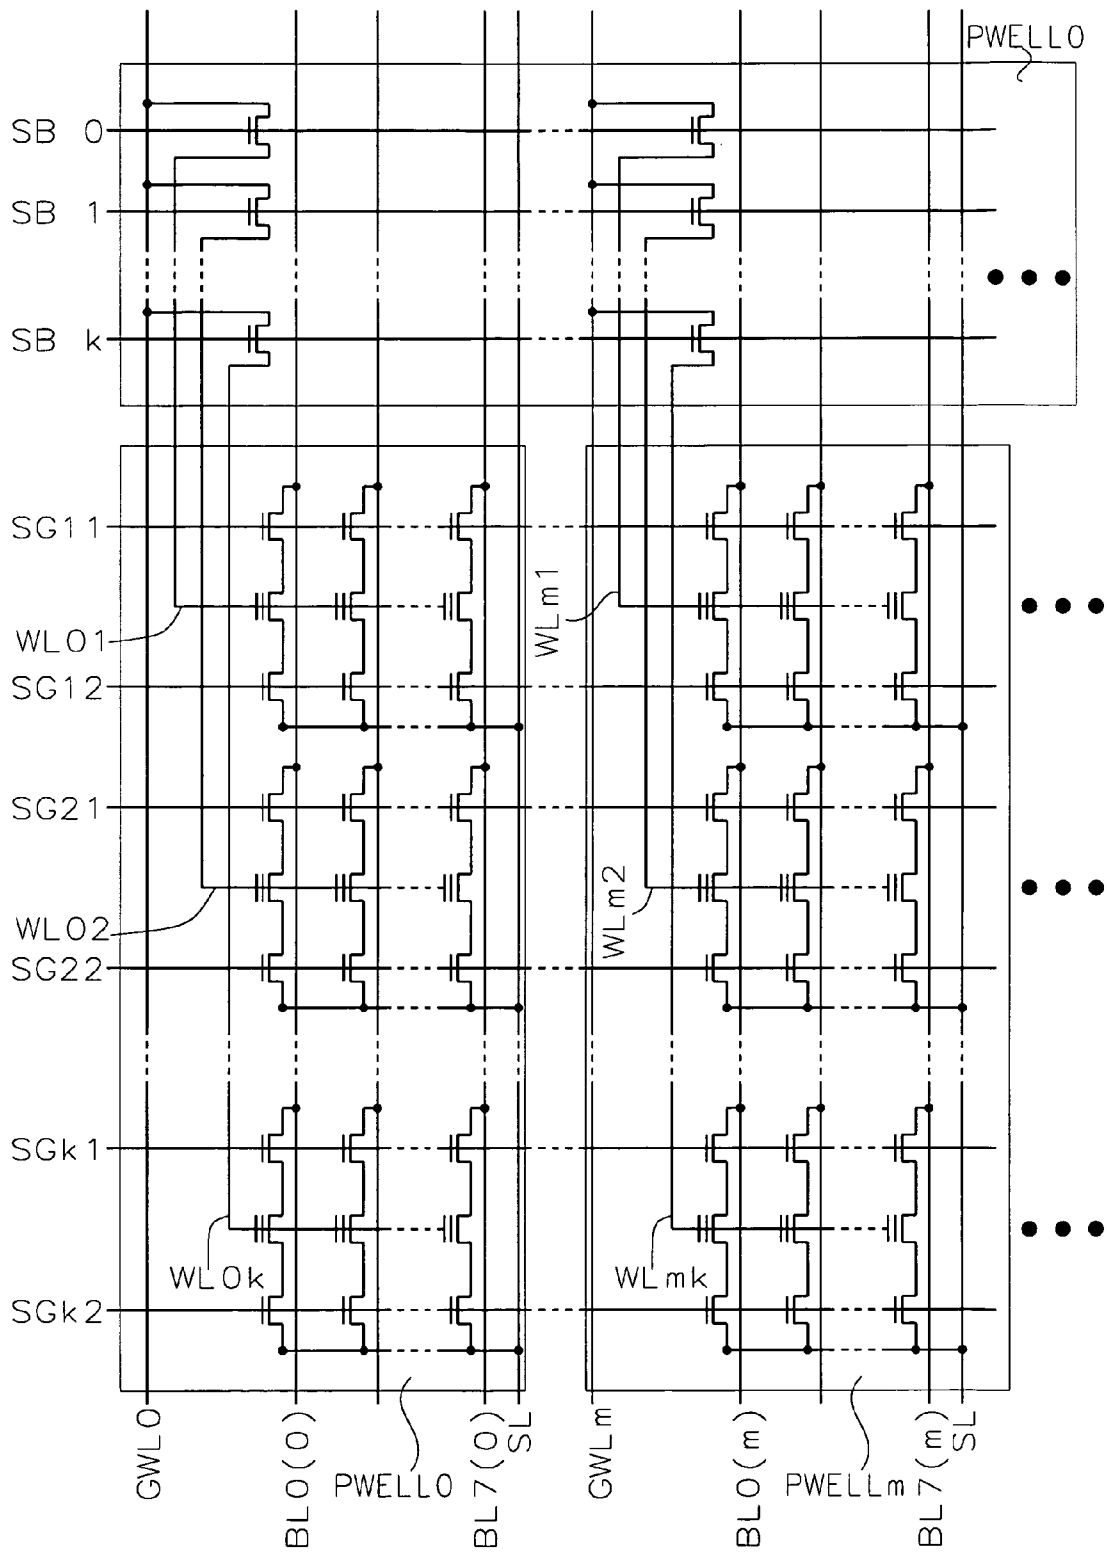 PWELL0
SB 0
SB 1
SB k
SG11
WL01
WLm1
SG12
SG21
WL02
WLm2
SG22
SGk1
WL0k
WLmk
SGk2
GWL0
BL0(0)
PWELL0
BL7(0)
SL
GWLm
BL0(m)
PWELLm
BL7(m)
SL